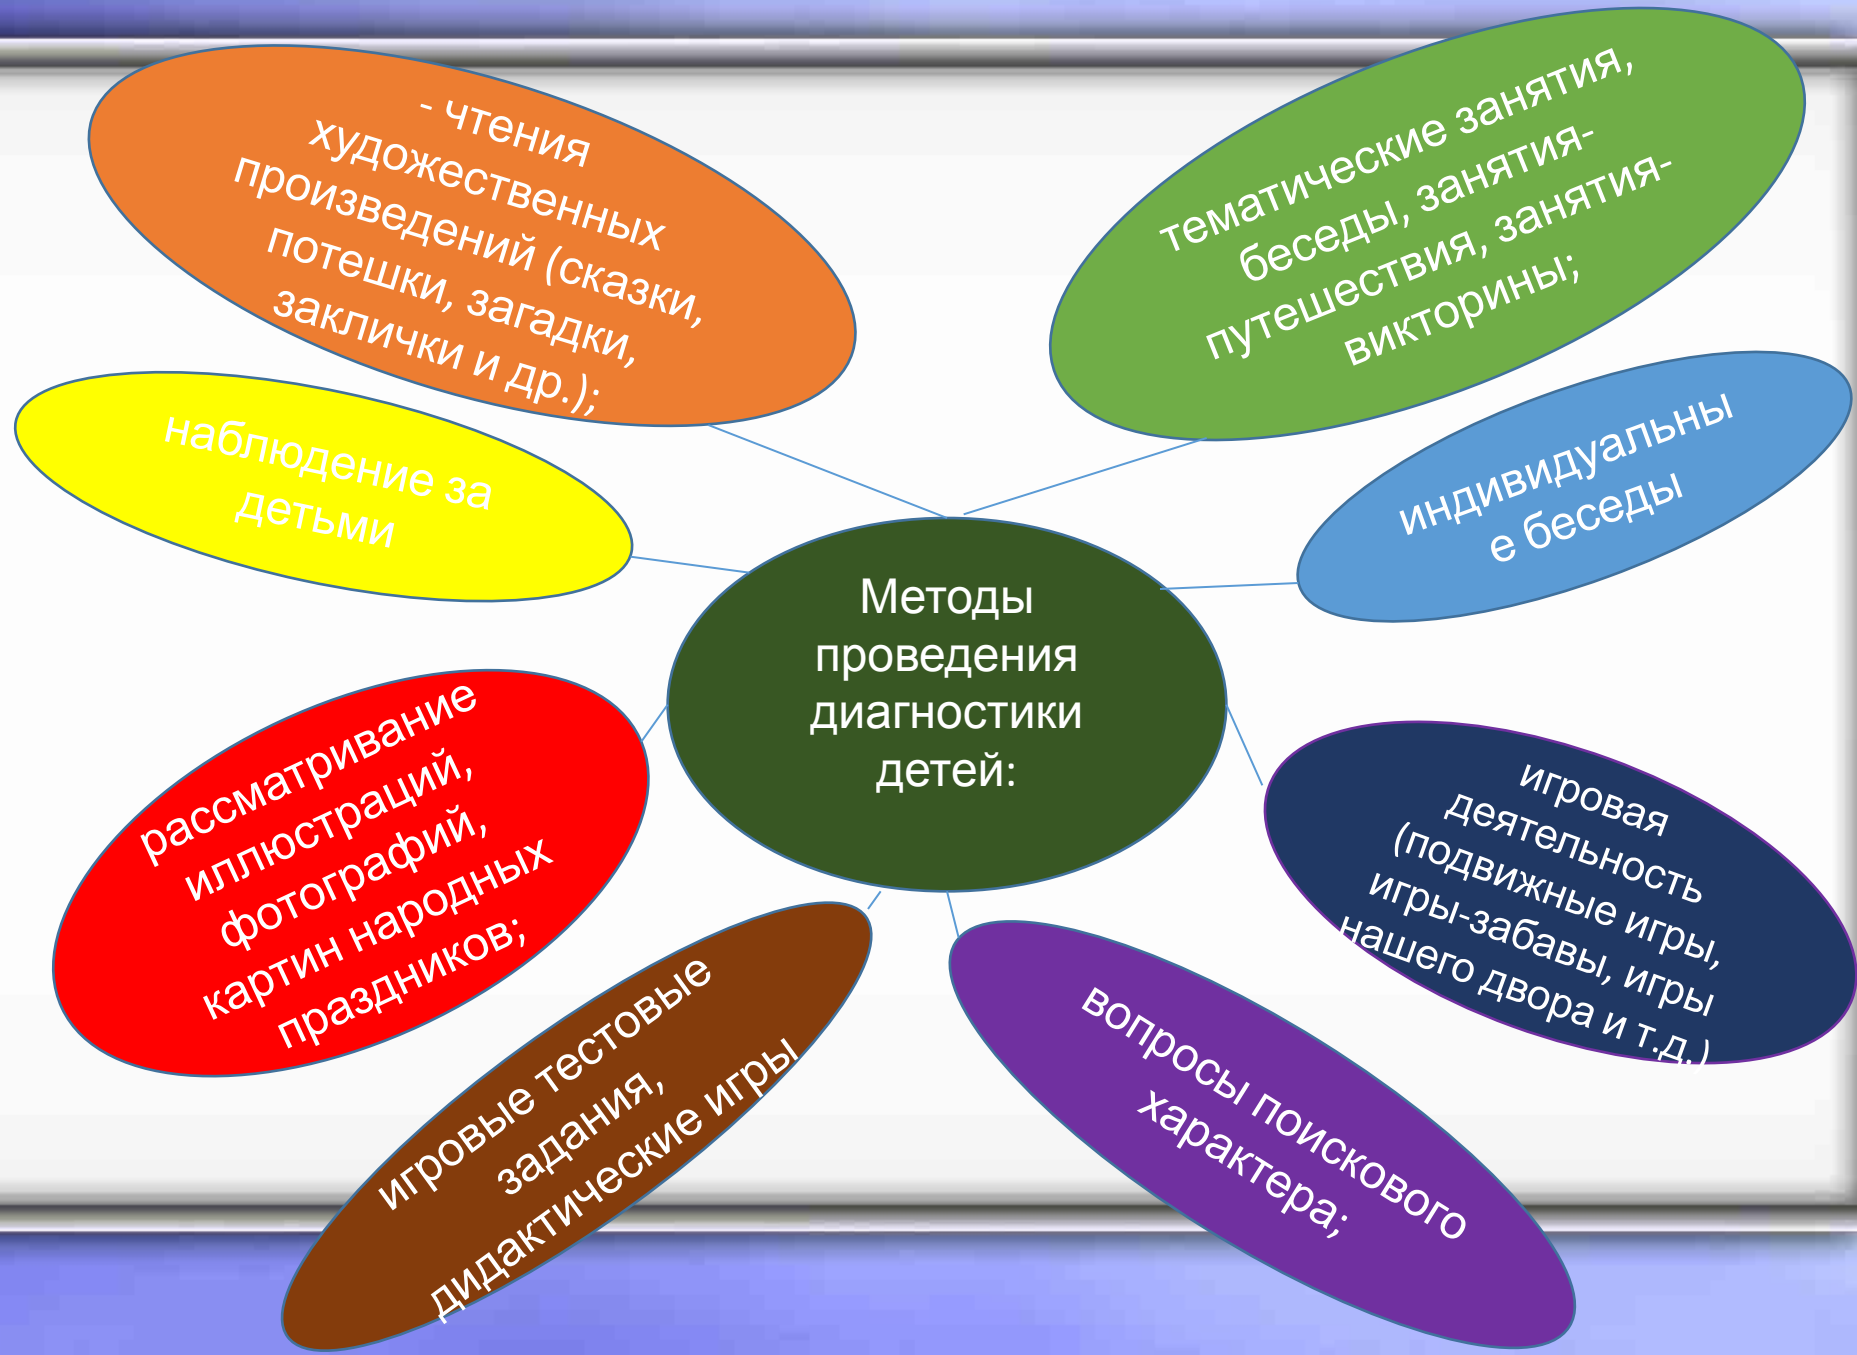 - чтения
художественных
произведений (сказки,
потешки, загадки,
заклички и др.);
тематические занятия,
беседы, занятия-
путешествия, занятия-
викторины;
наблюдение за
детьми
индивидуальны
е беседы
Методы
проведения
диагностики
детей:
рассматривание
иллюстраций,
фотографий,
картин народных
праздников;
игровая
деятельность
(подвижные игры,
игры-забавы, игры
нашего двора и т.д.)
игровые тестовые
задания,
дидактические игры
вопросы поискового
характера;